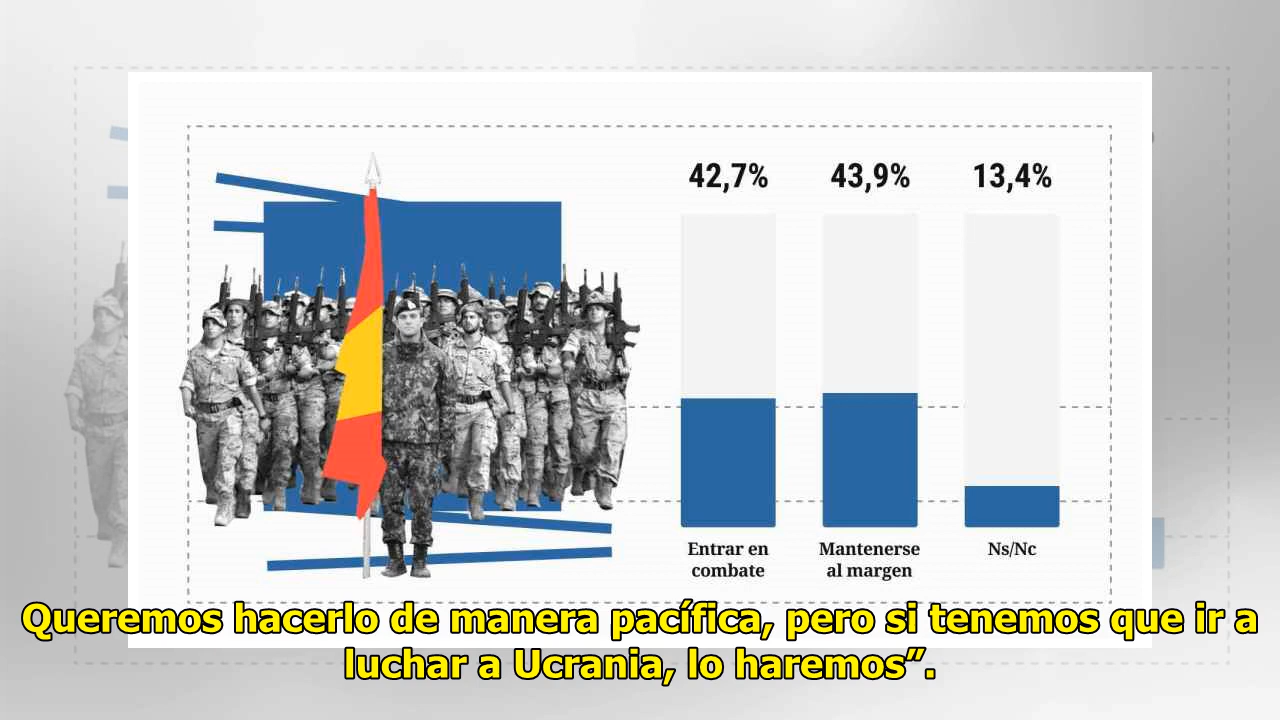 42,7% 43,9% 13,4%
Entrar en combate
Mantenerse al margen
Ns/Nc
Queremos hacerlo de manera pacífica, pero si tenemos que ir a
luchar a Ucrania, lo haremos”.